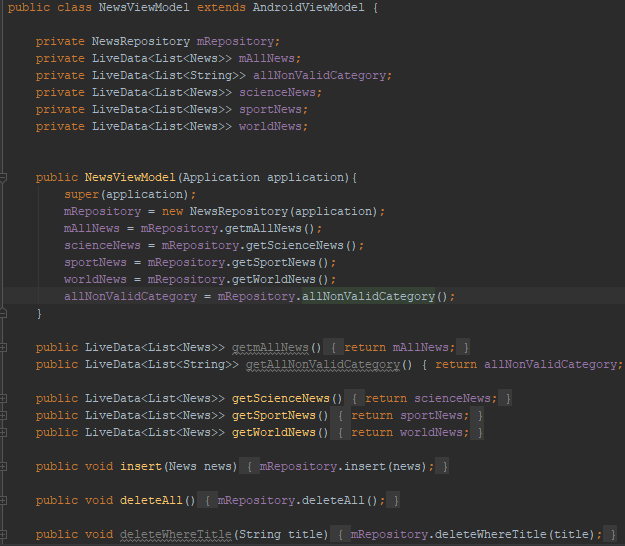 public class NewsViewModel extends AndroidViewModel {
private NewsRepository mRepository;
private LiveData<List<News>> mAllNews;
private LiveData<List<String>> allNonValidCategory;
private LiveData<List<News>> scienceNews;
private LiveData<List<News>> sportNews;
private LiveData<List<News>> worldNews;
public NewsViewModel(Application application){
super(application);
mRepository = new NewsRepository(application);
mAllNews = mRepository.getmAllNews();
scienceNews = mRepository.getScienceNews();
sportNews = mRepository.getSportNews();
worldNews = mRepository.getWorldNews();
allNonValidCategory = mRepository.allNonValidCategory();
}
public LiveData<List<News>> getmAllNews() { return mAllNews; }
public LiveData<List<String>> getAllNonValidCategory() { return allNonValidCategory;
public LiveData<List<News>> getScienceNews() { return scienceNews; }
public LiveData<List<News>> getSportNews() { return sportNews; }
public LiveData<List<News>> getWorldNews() { return worldNews; }
public void insert(News news) { mRepository.insert(news); }
public void deleteAll() { mRepository.deleteAll(); }
public void deleteWhereTitle(String title) { mRepository.deleteWhereTitle(title); }